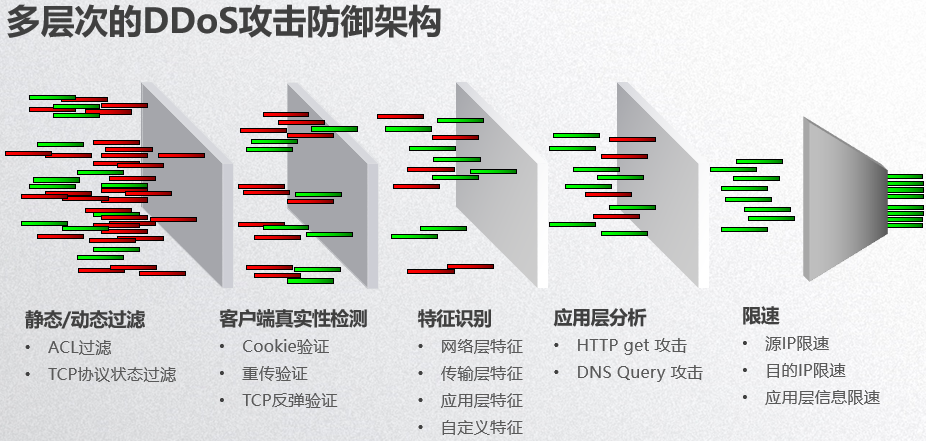 多层次的DDoS攻击防御架构
静态/动态过滤
• ACL过滤
• TCP协议状态过滤
客户端真实性检测
• Cookie验证
• 重传验证
• TCP反弹验证
特征识别
• 网络层特征
• 传输层特征
• 应用层特征
• 自定义特征
应用层分析
• HTTP get 攻击
• DNS Query 攻击
限速
• 源IP限速
• 目的IP限速
• 应用层信息限速